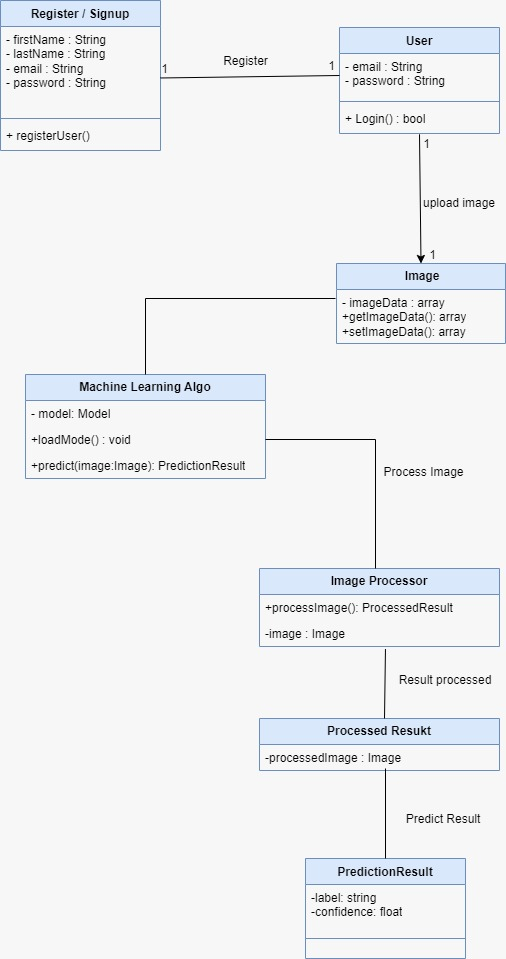 Register / Signup
- firstName : String
- lastName : String
- email : String
- password : String
+ registerUser()
1
Register
1
User
- email : String
- password : String
+ Login() : bool
1
upload image
1
Image
- imageData : array
+getImageData(): array
+setImageData(): array
Machine Learning Algo
- model: Model
+loadMode() : void
+predict(image:Image): PredictionResult
Process Image
Image Processor
+processImage(): ProcessedResult
-image : Image
Result processed
Processed Resukt
-processedImage : Image
Predict Result
PredictionResult
-label: string
-confidence: float